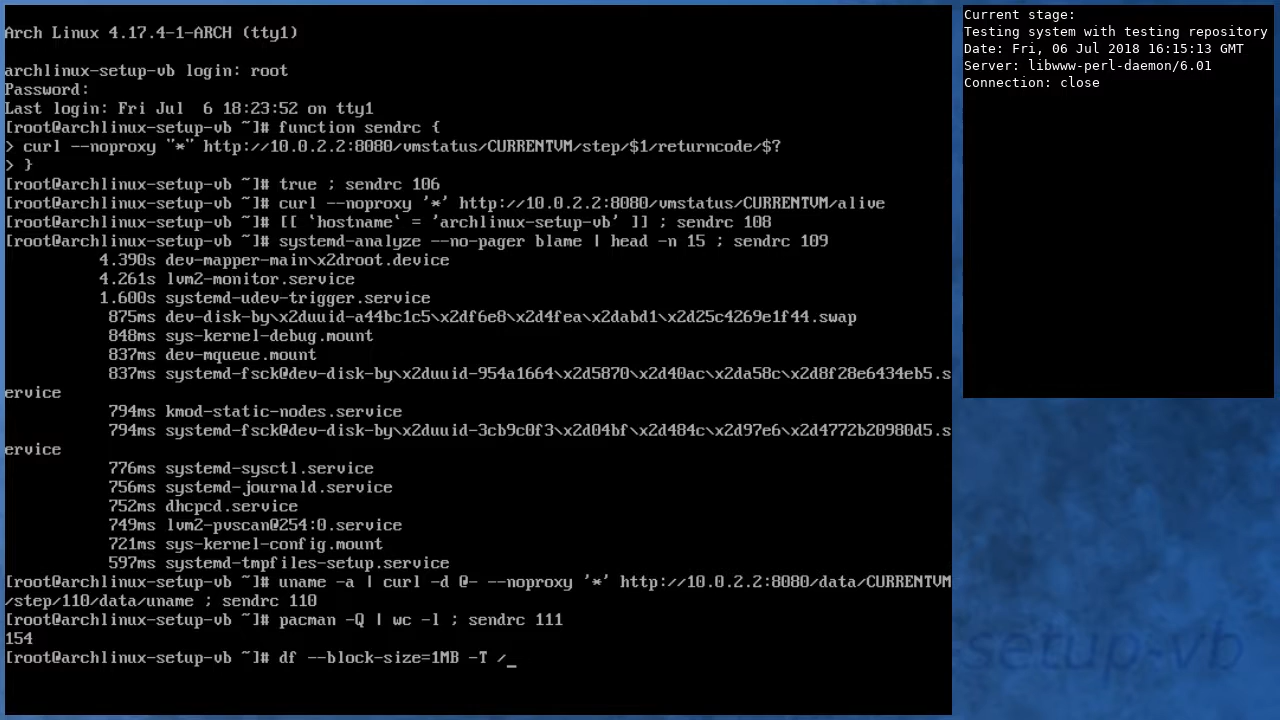 Arch Linux 4.17.4-1-ARCH (tty1)
archlinux-setup-vb login: root
Password:
Last login: Fri Jul  6 18:23:52 on tty1
[root@archlinux-setup-vb ~]# function sendrc {
> curl --noproxy "*" http://10.0.2.2:8080/vmstatus/CURRENTVM/step/$1/returncode/$?
> }
[root@archlinux-setup-vb ~]# true ; sendrc 106
[root@archlinux-setup-vb ~]# curl --noproxy '*' http://10.0.2.2:8080/vmstatus/CURRENTVM/alive
[root@archlinux-setup-vb ~]# [[ `hostname` = 'archlinux-setup-vb' ]] ; sendrc 108
[root@archlinux-setup-vb ~]# systemd-analyze --no-pager blame | head -n 15 ; sendrc 109
4.390s dev-mapper-main\x2droot.device
4.261s lvm2-monitor.service
1.600s systemd-udev-trigger.service
875ms dev-disk-by\x2duuid-a44bc1c5\x2df6e8\x2d4fea\x2dabd1\x2d25c4269e1f44.swap
848ms sys-kernel-debug.mount
837ms dev-mqueue.mount
837ms systemd-fsck@dev-disk-by\x2duuid-954a1664\x2d5870\x2d40ac\x2da58c\x2d8f28e6434eb5.s
ervice
794ms kmod-static-nodes.service
794ms systemd-fsck@dev-disk-by\x2duuid-3cb9c0f3\x2d04bf\x2d484c\x2d97e6\x2d4772b20980d5.s
ervice
776ms systemd-sysctl.service
756ms systemd-journald.service
752ms dhcpcd.service
749ms lvm2-pvscan@254:0.service
721ms sys-kernel-config.mount
597ms systemd-tmpfiles-setup.service
[root@archlinux-setup-vb ~]# uname -a | curl -d @- --noproxy '*' http://10.0.2.2:8080/data/CURRENTVM
/step/110/data/uname ; sendrc 110
[root@archlinux-setup-vb ~]# pacman -Q | wc -l ; sendrc 111
154
[root@archlinux-setup-vb ~]# df --block-size=1MB -T /_
Current stage:
Testing system with testing repository
Date: Fri, 06 Jul 2018 16:15:13 GMT
Server: libwww-perl-daemon/6.01
Connection: close
setup-vb